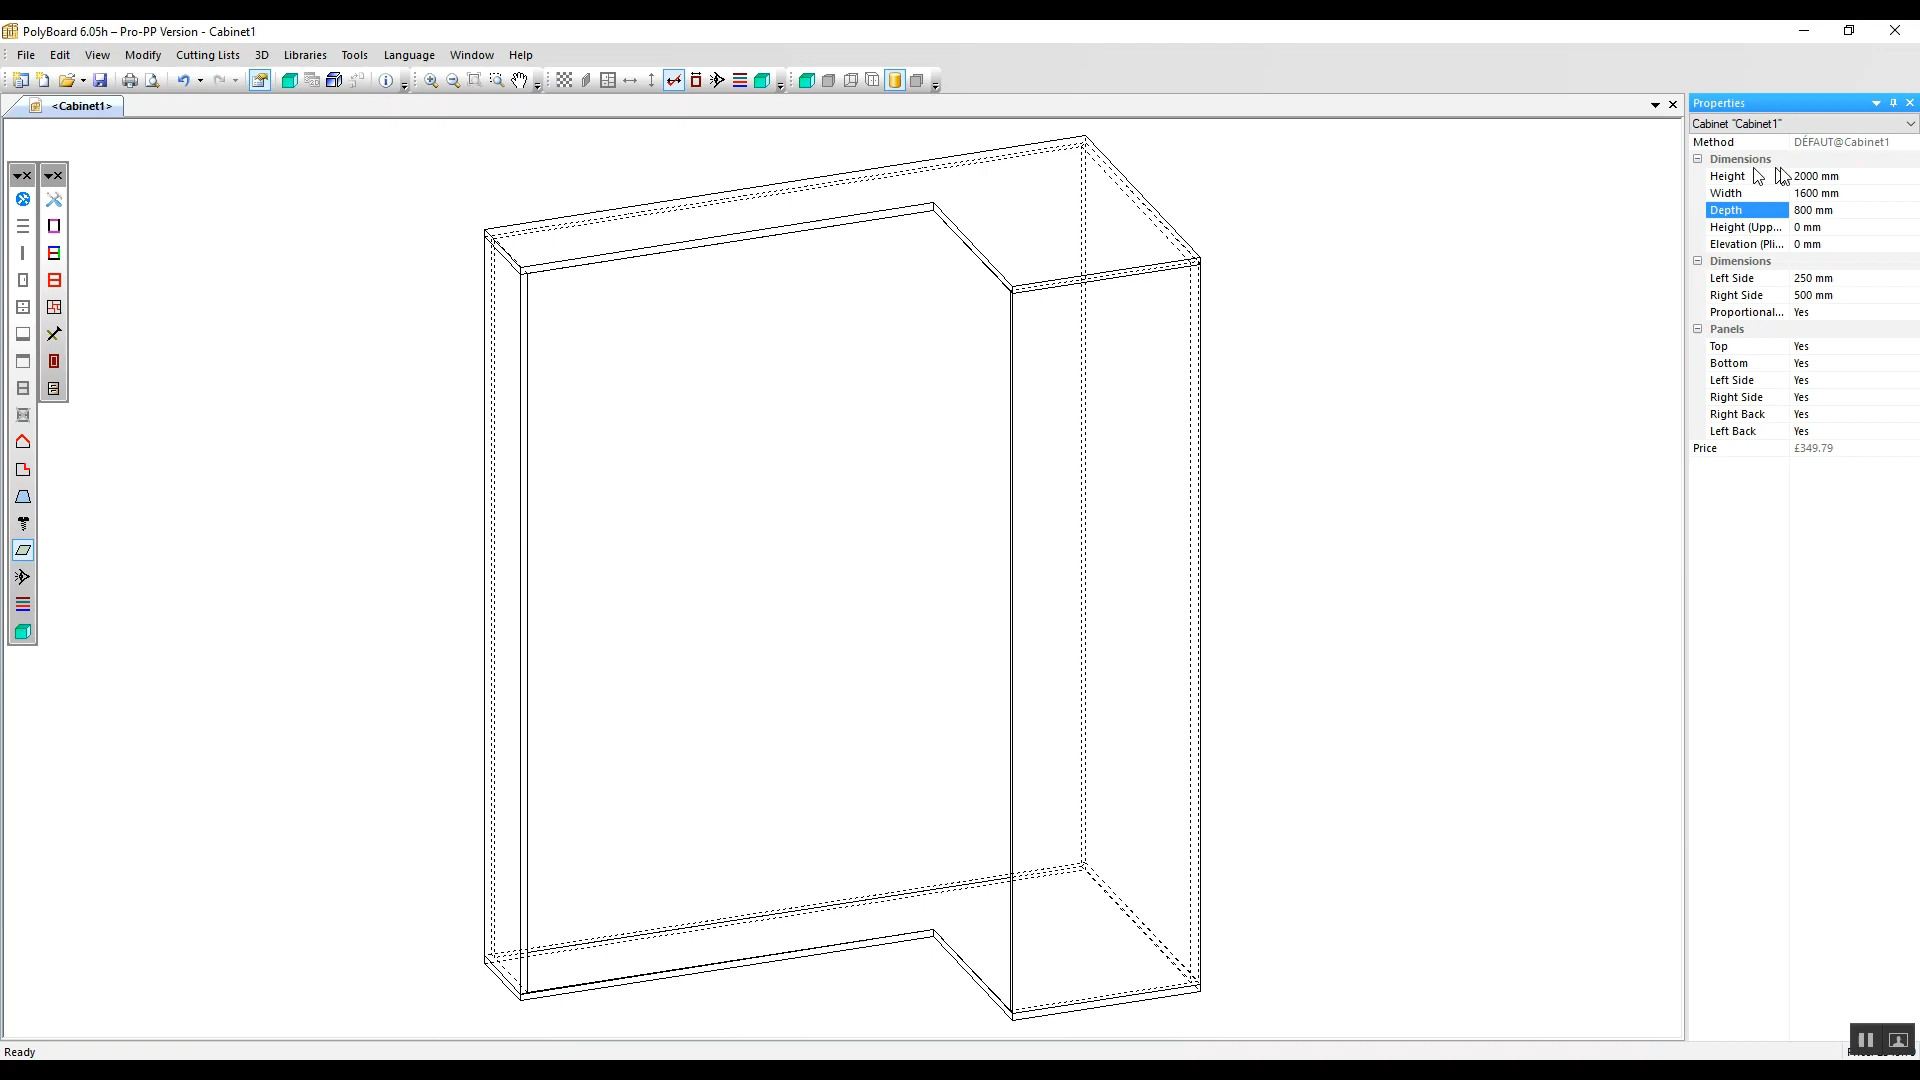 PolyBoard 6.05h – Pro-PP Version - Cabinet1
File Edit View Modify Cutting Lists 3D Libraries Tools Language Window Help
<Cabinet1>
Properties
Cabinet "Cabinet1"
Method DÉFAUT@Cabinet1
Dimensions
Height 2000 mm
Width 1600 mm
Depth 800 mm
Height (Upp... 0 mm
Elevation (Pli... 0 mm
Dimensions
Left Side 250 mm
Right Side 500 mm
Proportional... Yes
Panels
Top Yes
Bottom Yes
Left Side Yes
Right Side Yes
Right Back Yes
Left Back Yes
Price £349.79
Ready